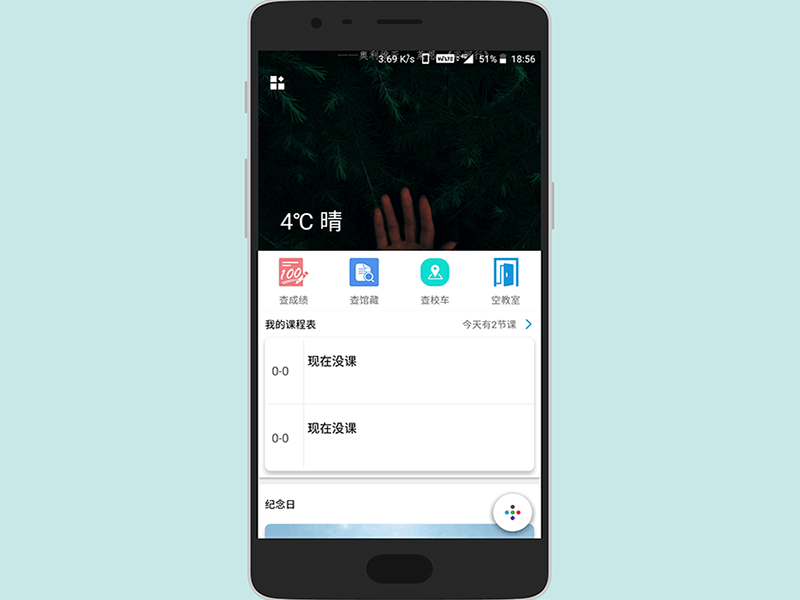 3.69 K/s 51% 18:56
4℃ 晴
100
查成绩 查馆藏 查校车 空教室
我的课程表 今天有2节课
0-0 现在没课
0-0 现在没课
纪念日